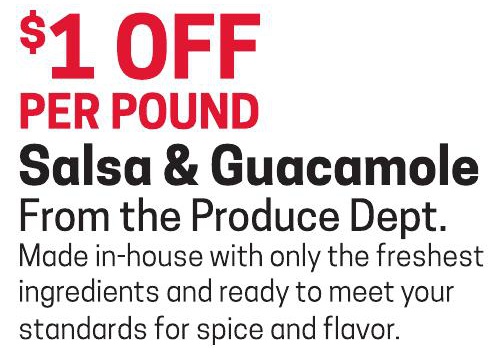 $1 OFF
PER POUND
Salsa & Guacamole
From the Produce Dept.
Made in-house with only the freshest
ingredients and ready to meet your
standards for spice and flavor.